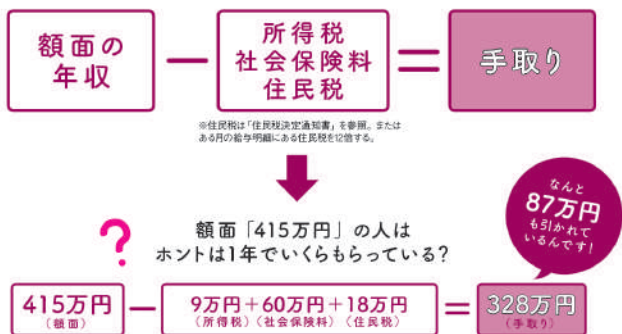 額面の
年収
所得税
社会保険料
住民税
手取り
※住民税は「住民税決定通知書」を参照。または
ある月の給与明細にある住民税を12倍する。
なんと
87万円
も引かれて
いるんです!
?
額面「415万円」の人は
ホントは1年でいくらもらっている?
415万円
(額面)
9万円+60万円+18万円
(所得税)(社会保険料)(住民税)
328万円
(手取り)